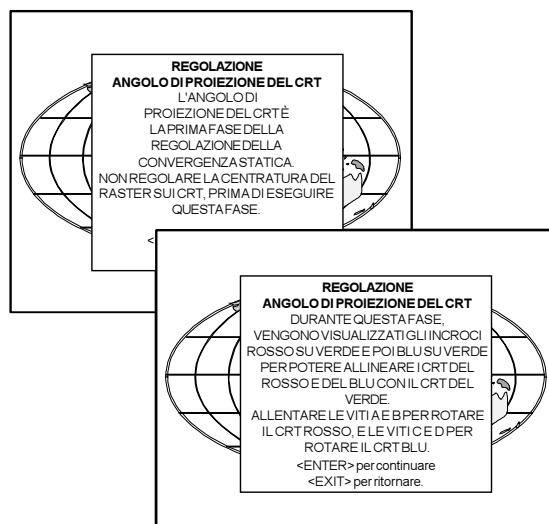 REGOLAZIONE
ANGOLO DI PROIEZIONE DEL CRT
L'ANGOLO DI
PROIEZIONE DEL CRT È
LA PRIMA FASE DELLA
REGOLAZIONE DELLA
CONVERGENZA STATICA.
NON REGOLARE LA CENTRATURA DEL
RASTER SUI CRT, PRIMA DI ESEGUIRE
QUESTA FASE.
<
REGOLAZIONE
ANGOLO DI PROIEZIONE DEL CRT
DURANTE QUESTA FASE,
VENGONO VISUALIZZATI GLI INCROCI
ROSSO SU VERDE E POI BLU SU VERDE
PER POTERE ALLINEARE I CRT DEL
ROSSO E DEL BLU CON IL CRT DEL
VERDE.
ALLENTARE LE VITI A E B PER ROTARE
IL CRT ROSSO, E LE VITI C E D PER
ROTARE IL CRT BLU.
<ENTER> per continuare
<EXIT> per ritornare.